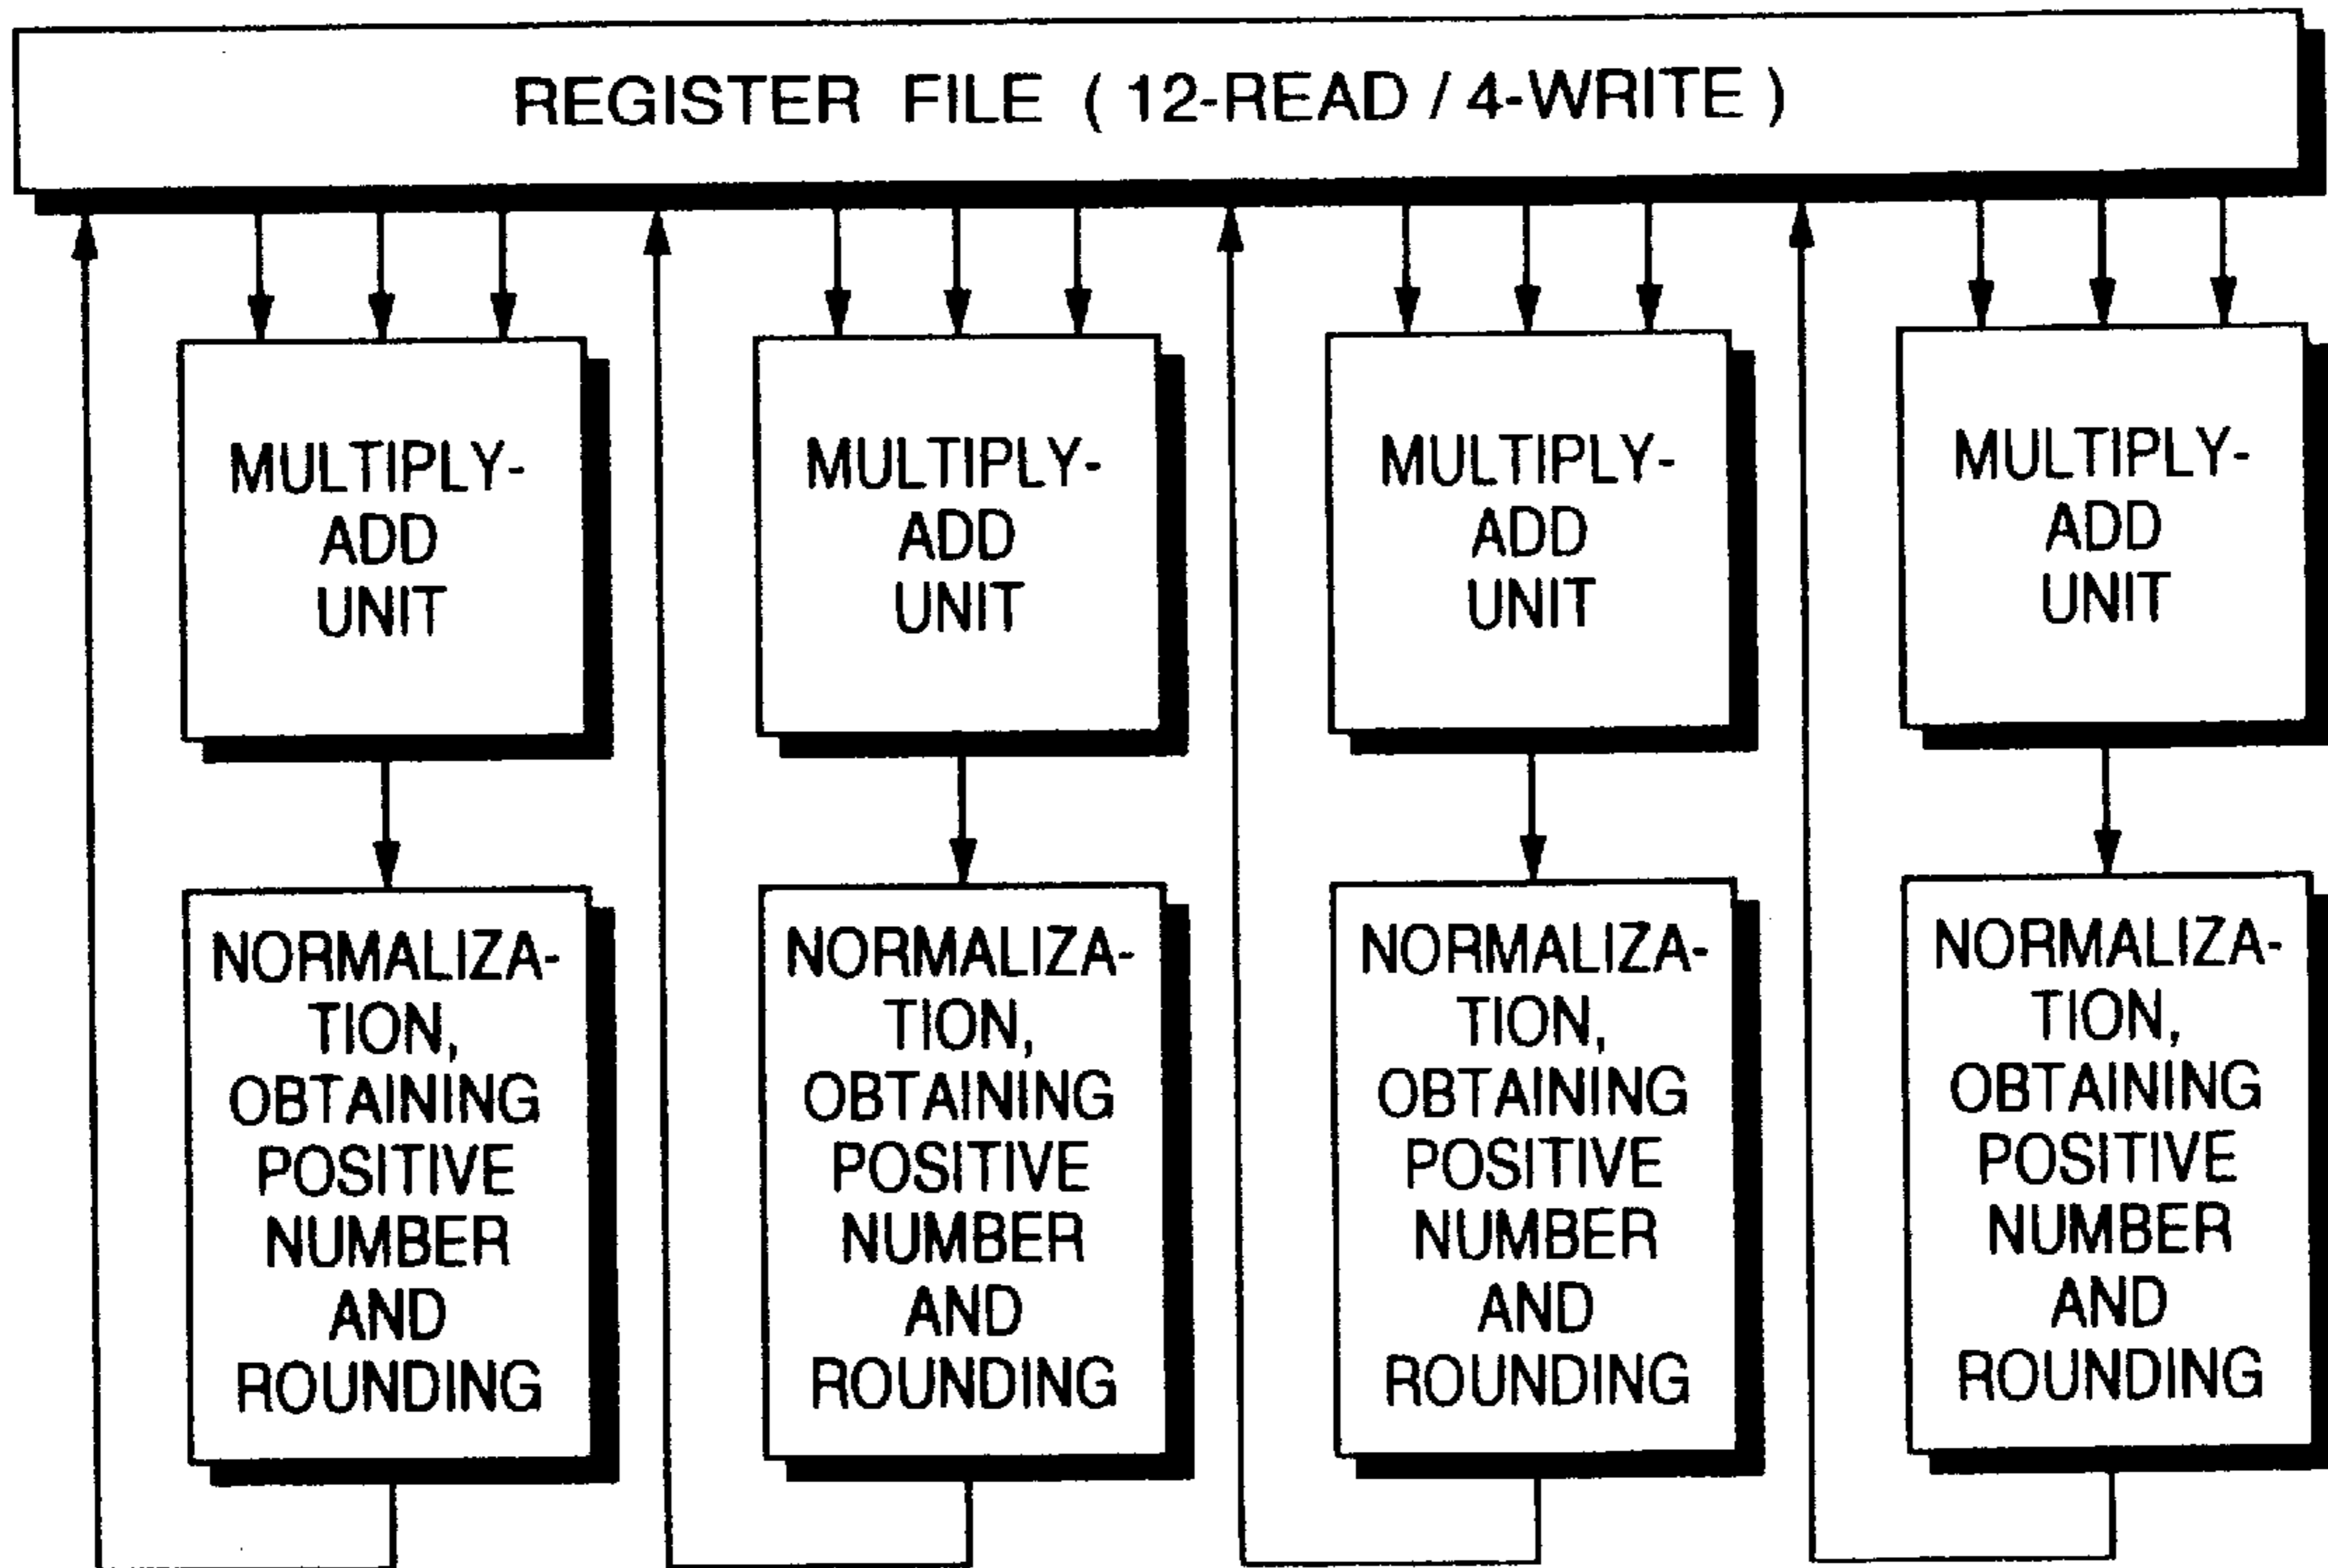 REGISTER FILE ( 12-READ / 4-WRITE )
MULTIPLY-
ADD
UNIT
MULTIPLY-
ADD
UNIT
MULTIPLY-
ADD
UNIT
MULTIPLY-
ADD
UNIT
NORMALIZA-
TION,
OBTAINING
POSITIVE
NUMBER
AND
ROUNDING
NORMALIZA-
TION,
OBTAINING
POSITIVE
NUMBER
AND
ROUNDING
NORMALIZA-
TION,
OBTAINING
POSITIVE
NUMBER
AND
ROUNDING
NORMALIZA-
TION,
OBTAINING
POSITIVE
NUMBER
AND
ROUNDING